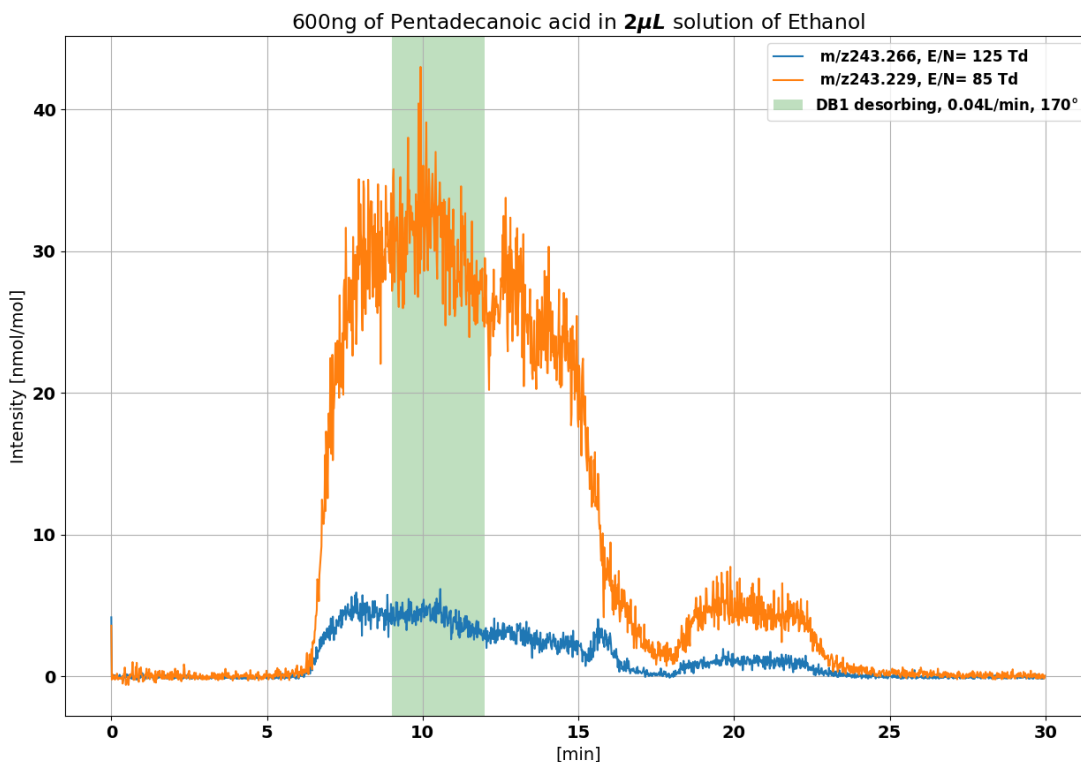 600ng of Pentadecanoic acid in 2μL solution of Ethanol
m/z243.266, E/N= 125 Td
m/z243.229, E/N= 85 Td
DB1 desorbing, 0.04L/min, 170°
Intensity [nmol/mol]
40
30
20
10
0
0 5 10 15 20 25 30
[min]